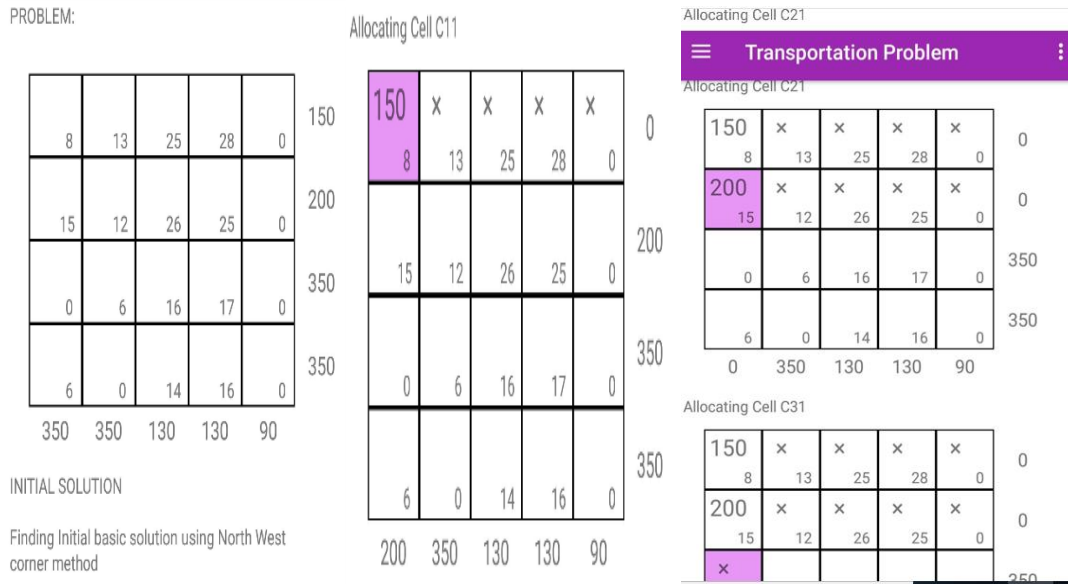 PROBLEM:
150
8 13 25 28 0
200
15 12 26 25 0
350
0 6 16 17 0
350
6 0 14 16 0
350 350 130 130 90
INITIAL SOLUTION
Finding Initial basic solution using North West
corner method
Allocating Cell C11
150 × × × ×
0
8 13 25 28 0
200
15 12 26 25 0
350
0 6 16 17 0
350
6 0 14 16 0
200 350 130 130 90
Allocating Cell C21
Transportation Problem
Allocating Cell C21
150 × × × ×
0
8 13 25 28 0
200 × × × ×
0
15 12 26 25 0
350
0 6 16 17 0
350
6 0 14 16 0
0 350 130 130 90
Allocating Cell C31
150 × × × ×
0
8 13 25 28 0
200 × × × ×
0
15 12 26 25 0
×
350